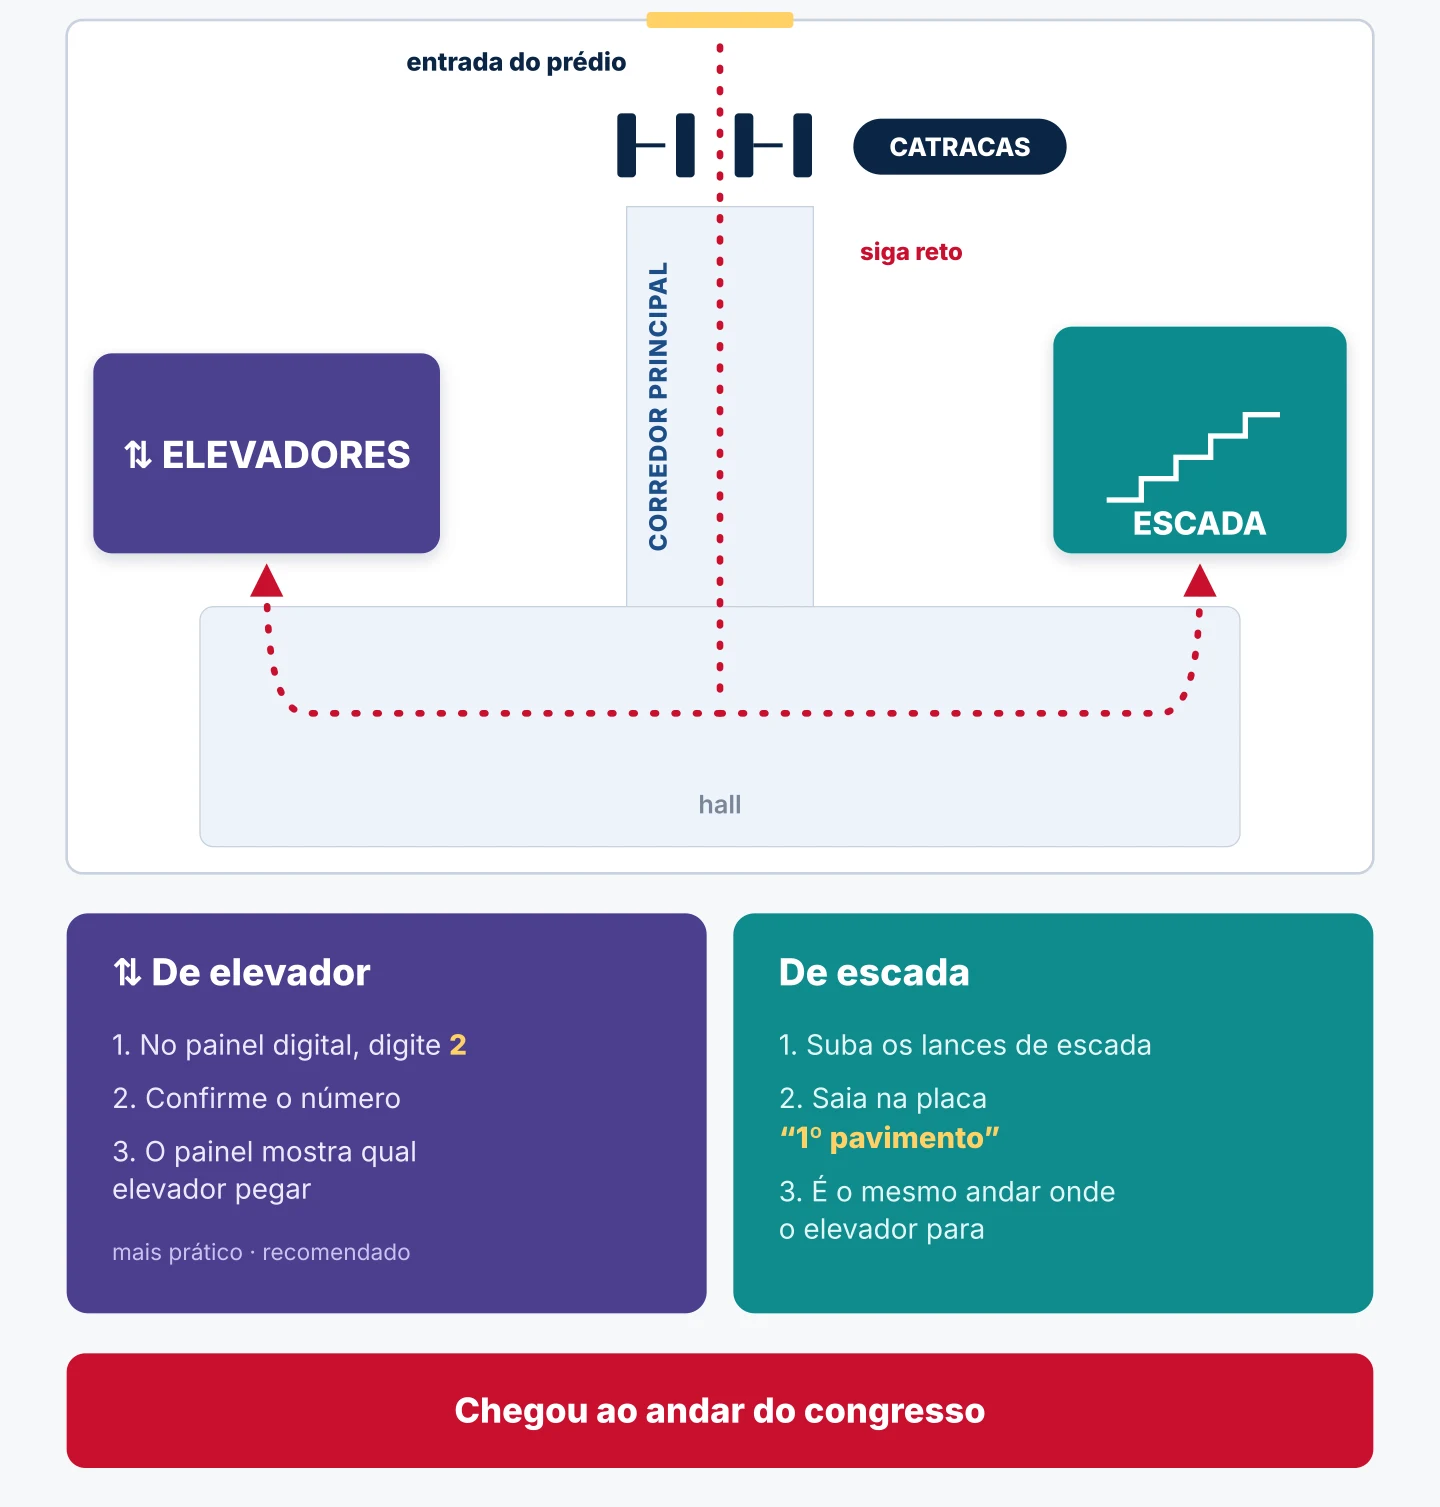 entrada do prédio
CATRACAS
siga reto
CORREDOR PRINCIPAL
⇅ ELEVADORES
ESCADA
hall
⇅ De elevador
1. No painel digital, digite 2
2. Confirme o número
3. O painel mostra qual
elevador pegar
mais prático · recomendado
De escada
1. Suba os lances de escada
2. Saia na placa
“1º pavimento”
3. É o mesmo andar onde
o elevador para
Chegou ao andar do congresso